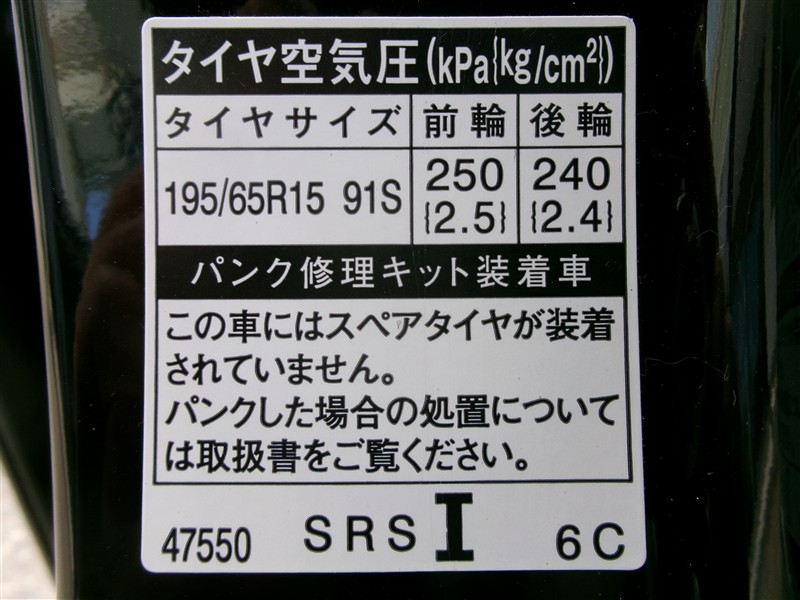 タイヤ空気圧(kPa{kg/cm²})
タイヤサイズ 前輪 後輪
195/65R15 91S 250 240
{2.5} {2.4}
パンク修理キット装着車
この車にはスペアタイヤが装着
されていません。
パンクした場合の処置について
は取扱書をご覧ください。
47550 SRS I 6C